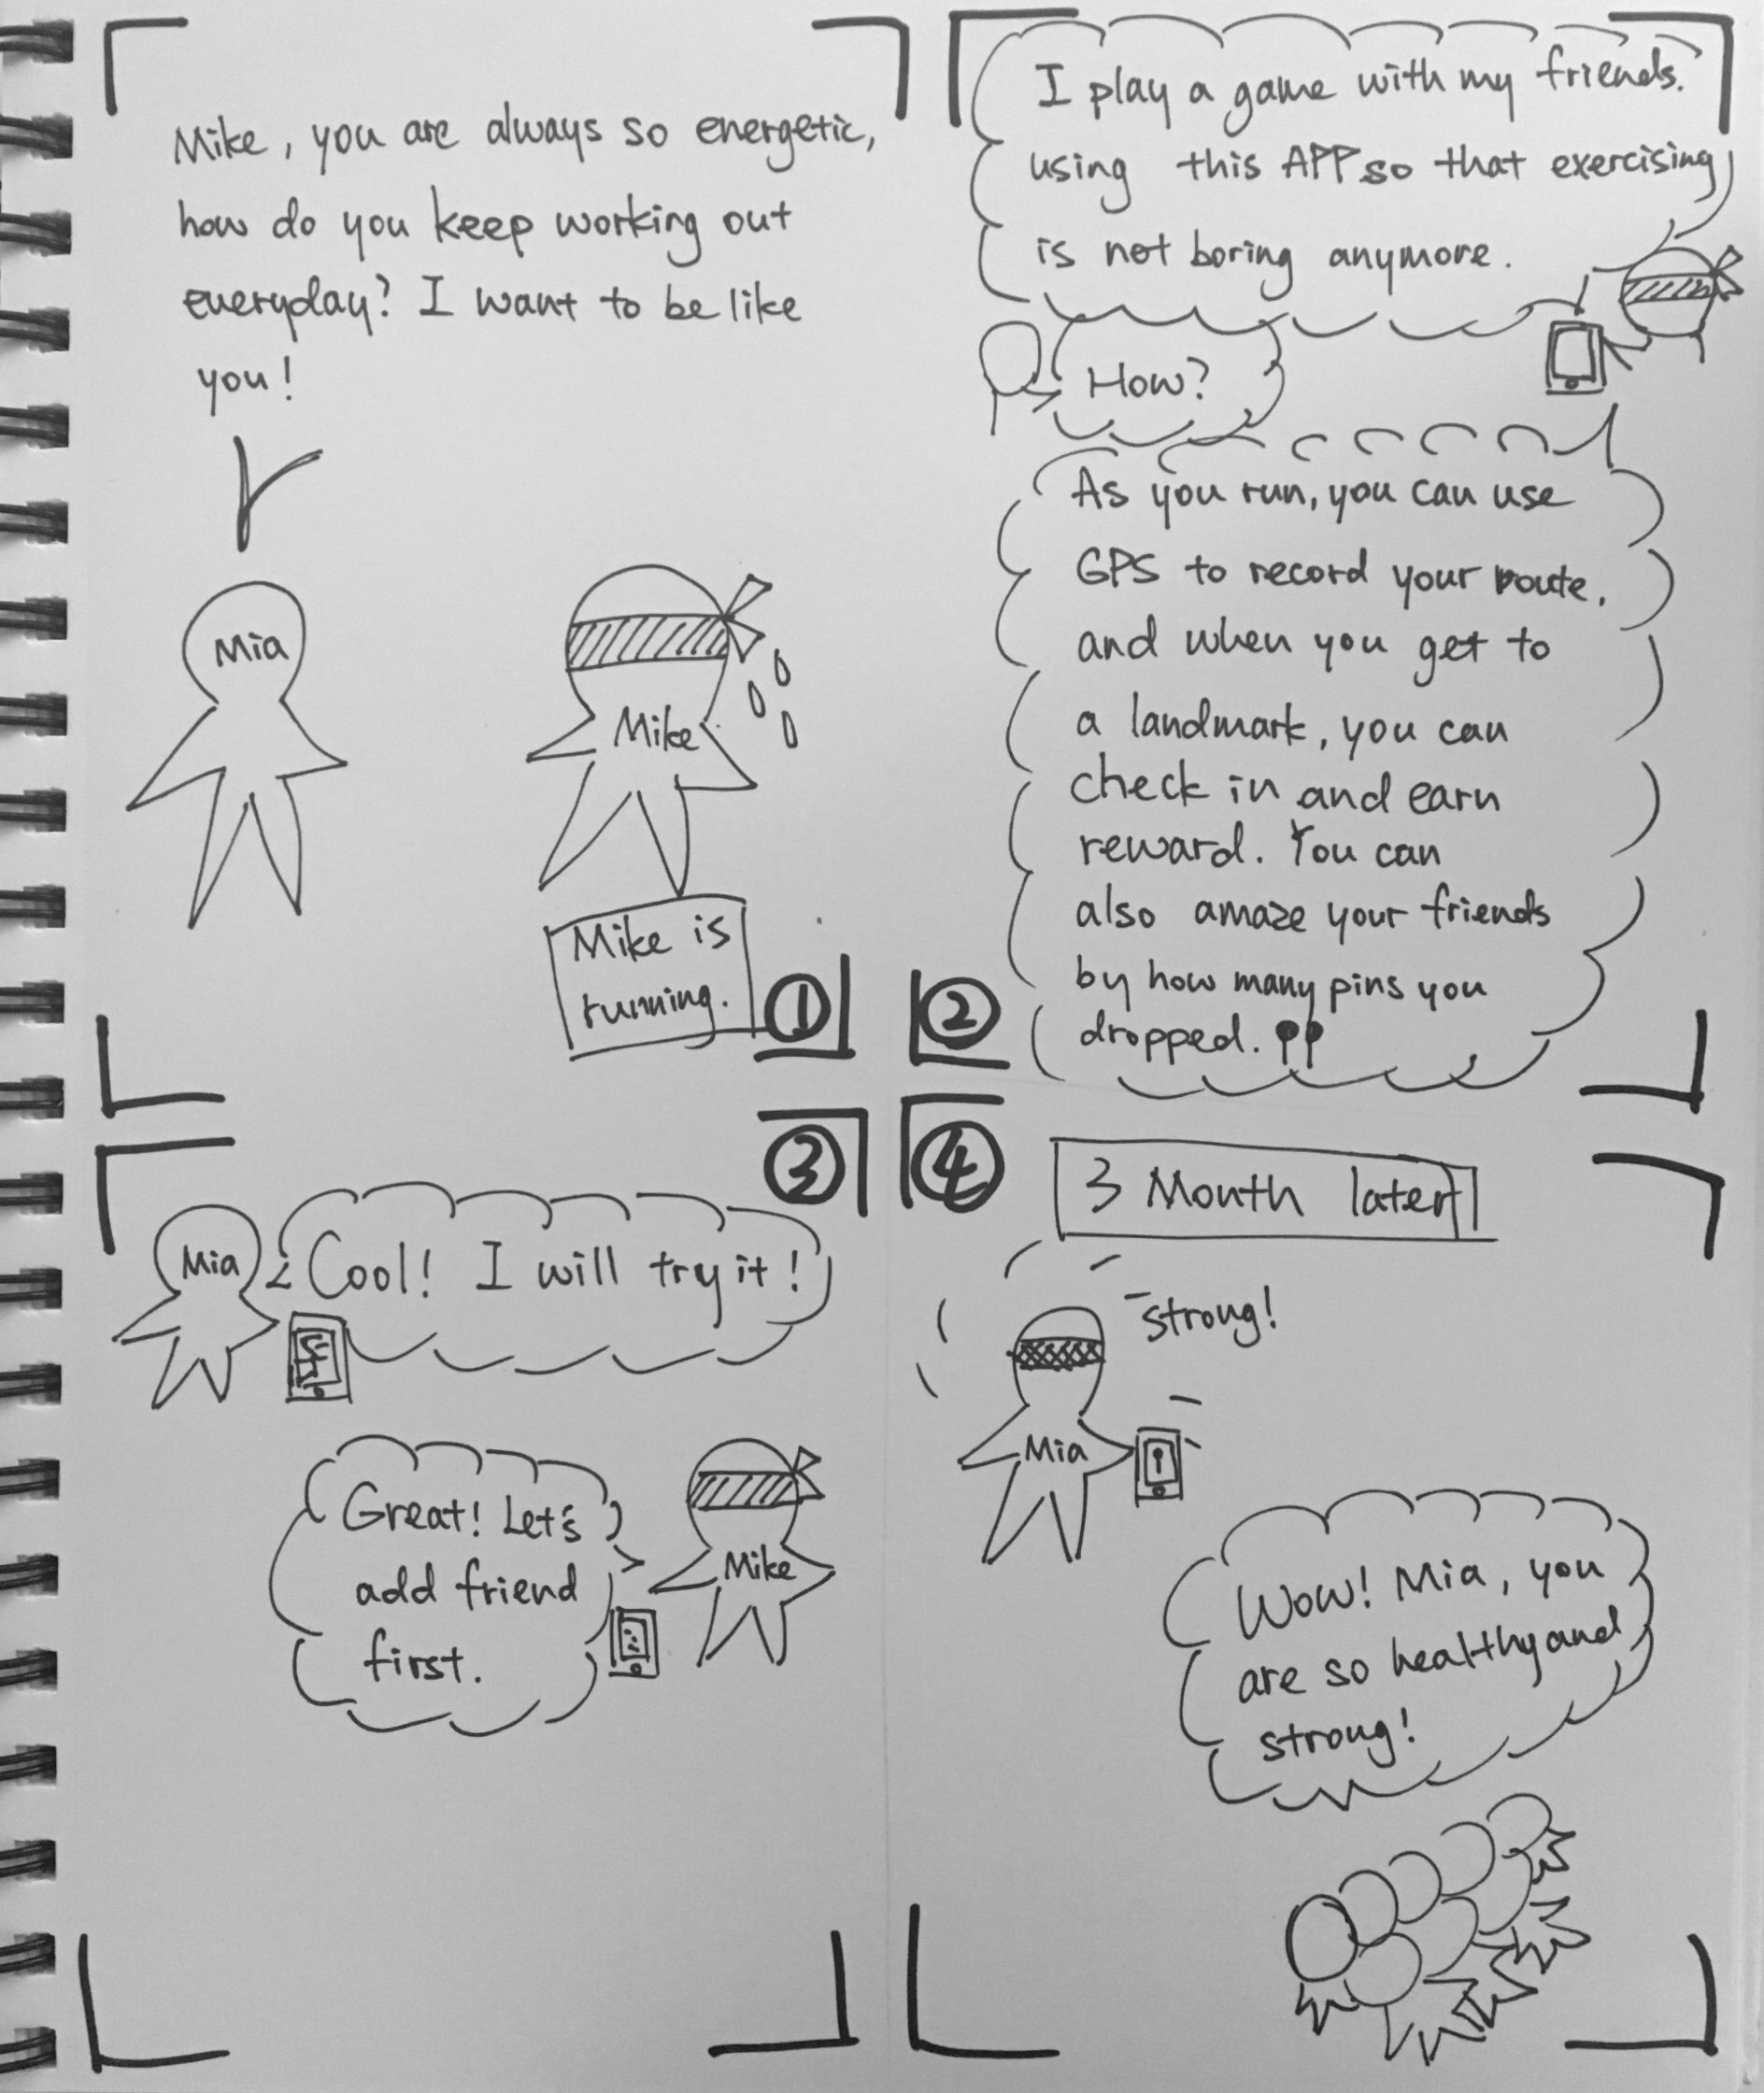 Mike, you are always so energetic,
how do you keep working out
everyday? I want to be like
you!
Mia
Mike
Mike is
running.
①
②
I play a game with my friends.
using this APP so that exercising
is not boring anymore.
How?
As you run, you can use
GPS to record your route,
and when you get to
a landmark, you can
check in and earn
reward. You can
also amaze your friends
by how many pins you
dropped.
③
Mia
Cool! I will try it!
Great! Let's
add friend
first.
Mike
④
3 Month later
strong!
Mia
Wow! Mia, you
are so healthy and
strong!